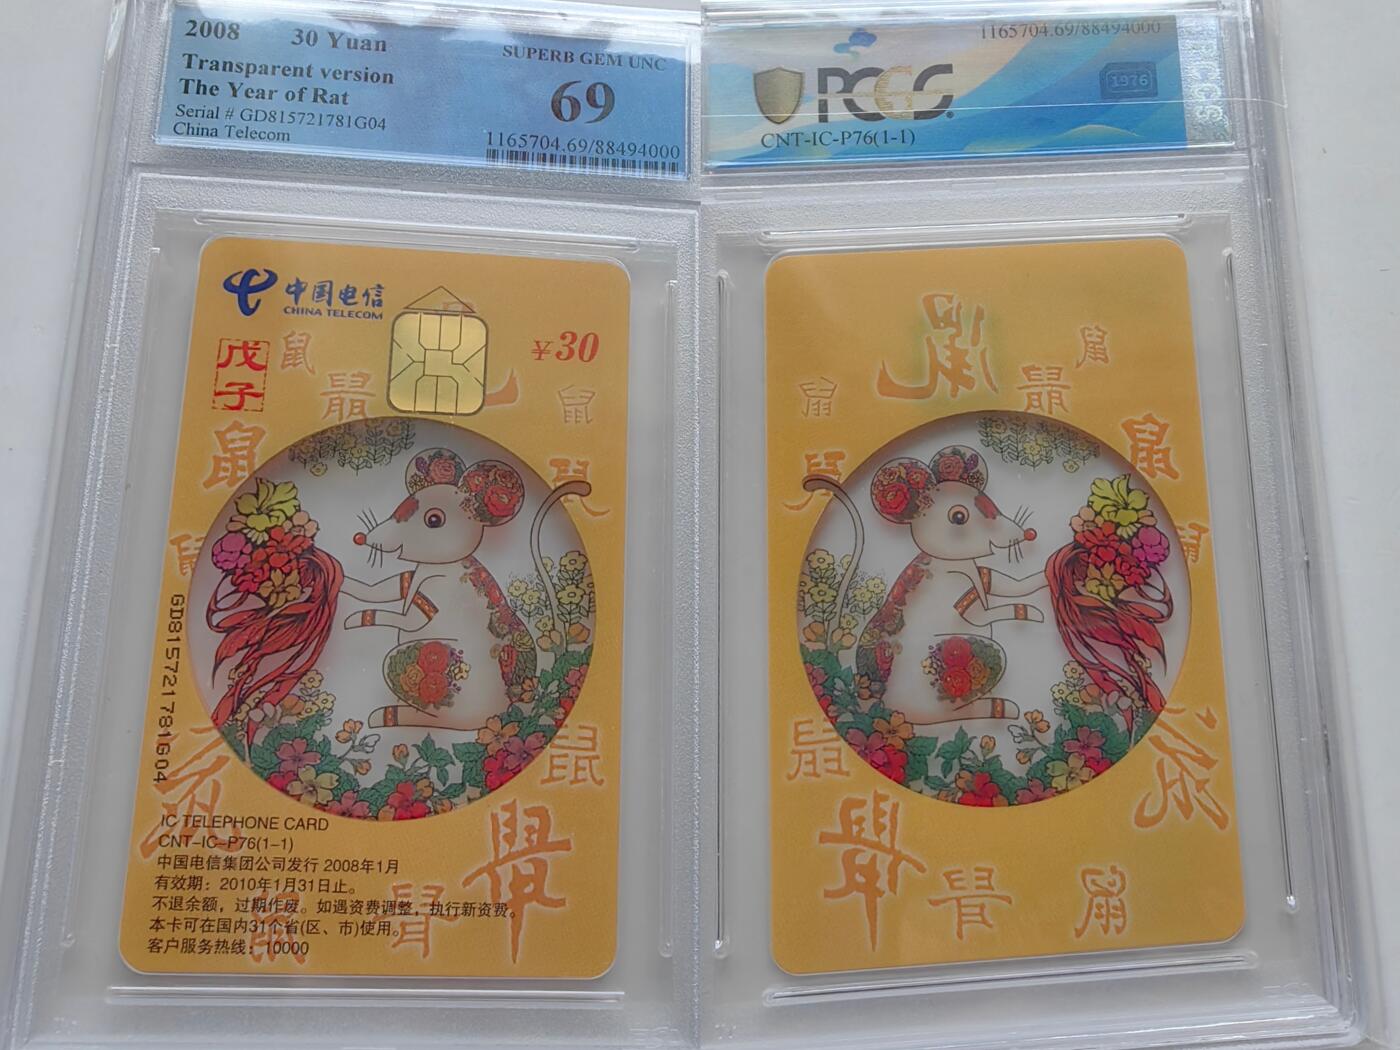 2008 30 Yuan
Transparent version
The Year of Rat
Serial # GD815721781G04
China Telecom
SUPERB GEM UNC
69
1165704.69/88494000
中国电信
CHINA TELECOM
¥30
戊子
鼠
鼠
鼠
GD815721781G04
IC TELEPHONE CARD
CNT-IC-P76(1-1)
中国电信集团公司发行 2008年1月
有效期：2010年1月31日止。
不退余额，过期作废。如遇资费调整，执行新资费。
本卡可在国内31个省(区、市)使用。
客户服务热线：10000
1165704.69/88494000
PCGS
1976
CNT-IC-P76(1-1)